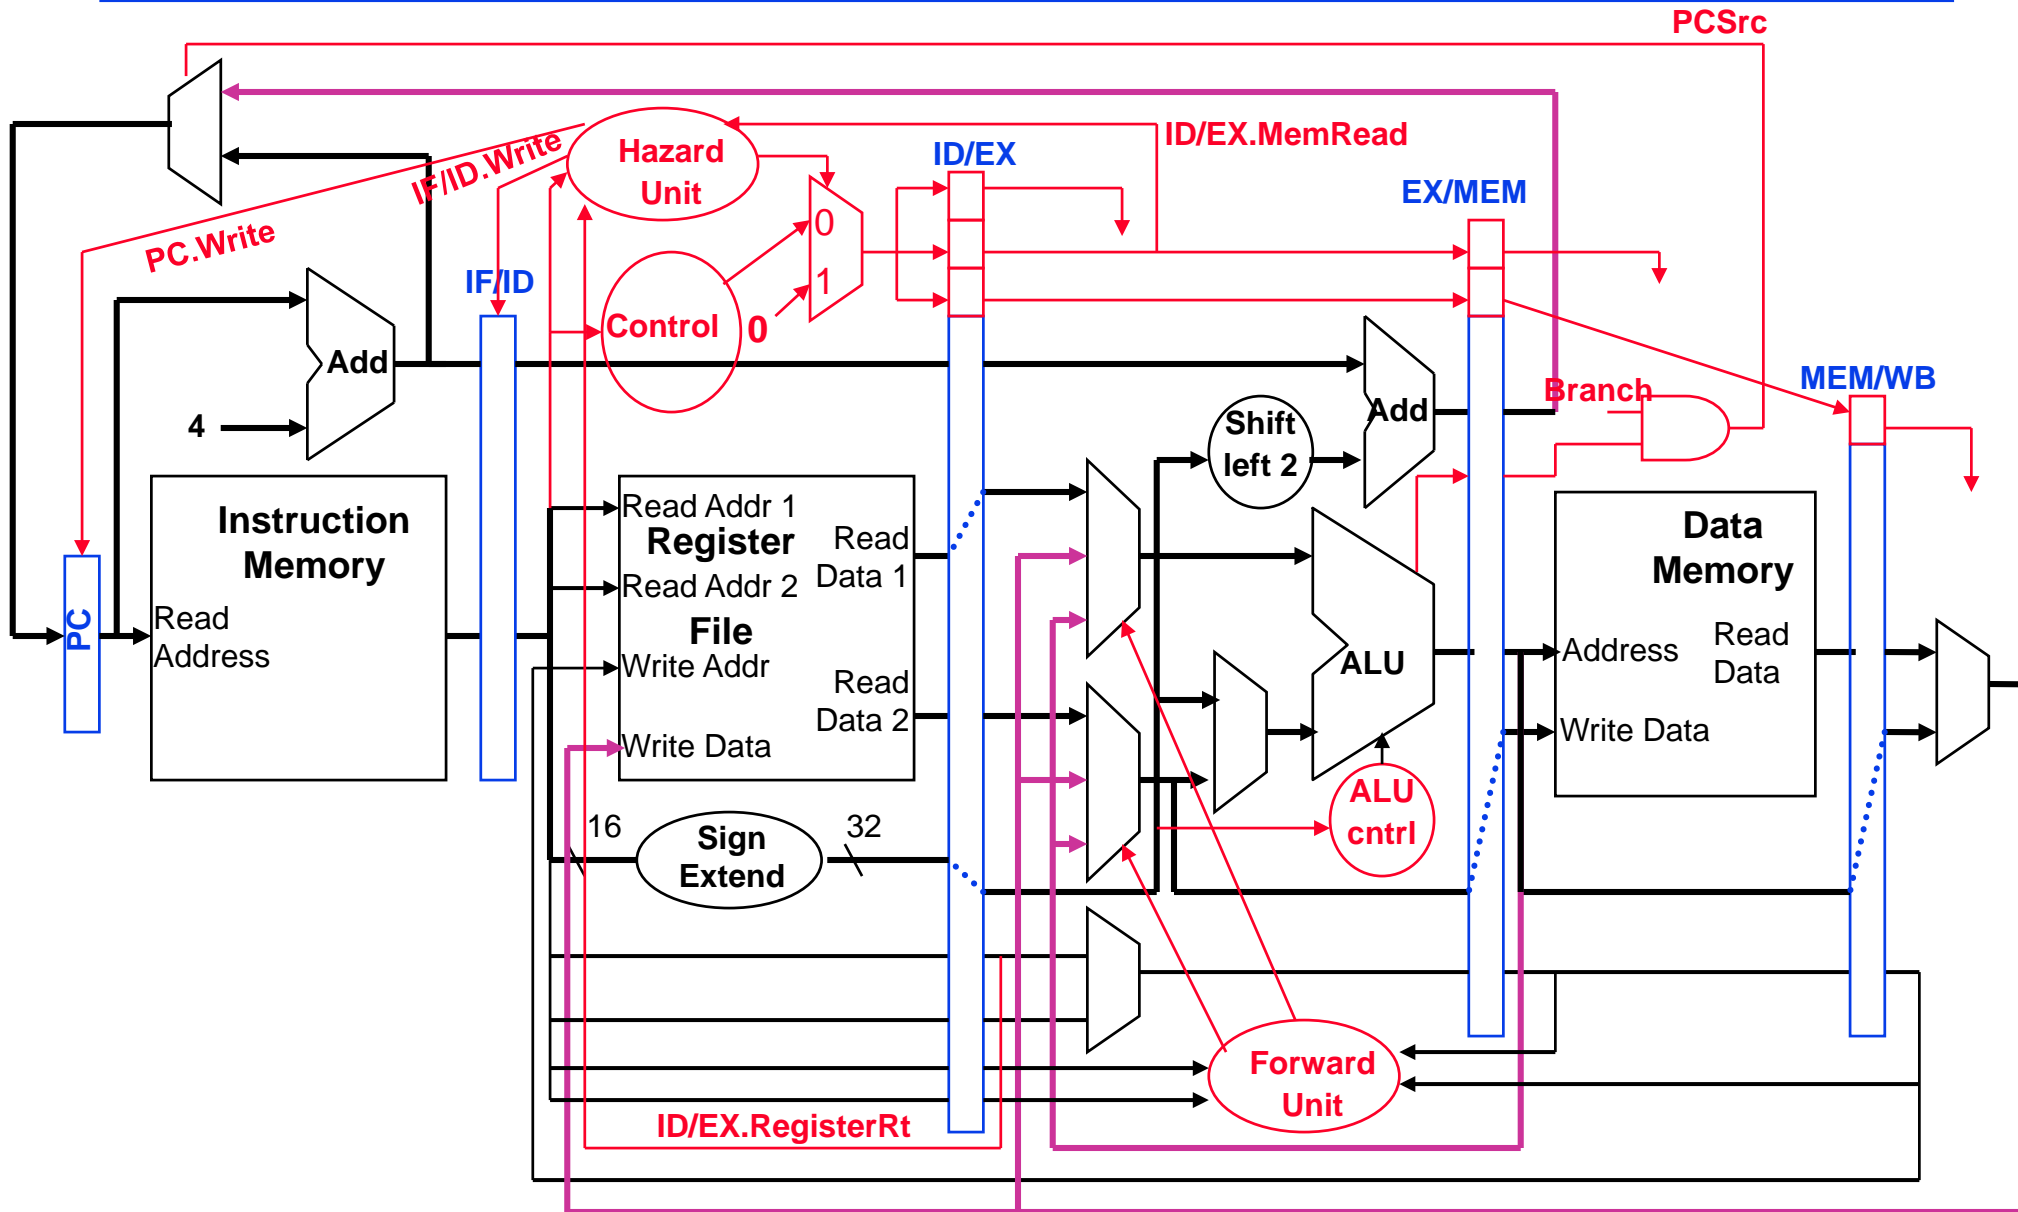 PCSrc
Hazard
Unit
ID/EX.MemRead
IF/ID.Write
ID/EX
EX/MEM
PC.Write
0
1
IF/ID
Control
0
Add
4
Branch
MEM/WB
Shift
left 2
Add
Instruction
Memory
Read
Address
PC
Read Addr 1
Register
Read Addr 2
File
Write Addr
Write Data
Read
Data 1
Read
Data 2
16
Sign
Extend
32
ALU
ALU
cntrl
Data
Memory
Address
Read
Data
Write Data
Forward
Unit
ID/EX.RegisterRt